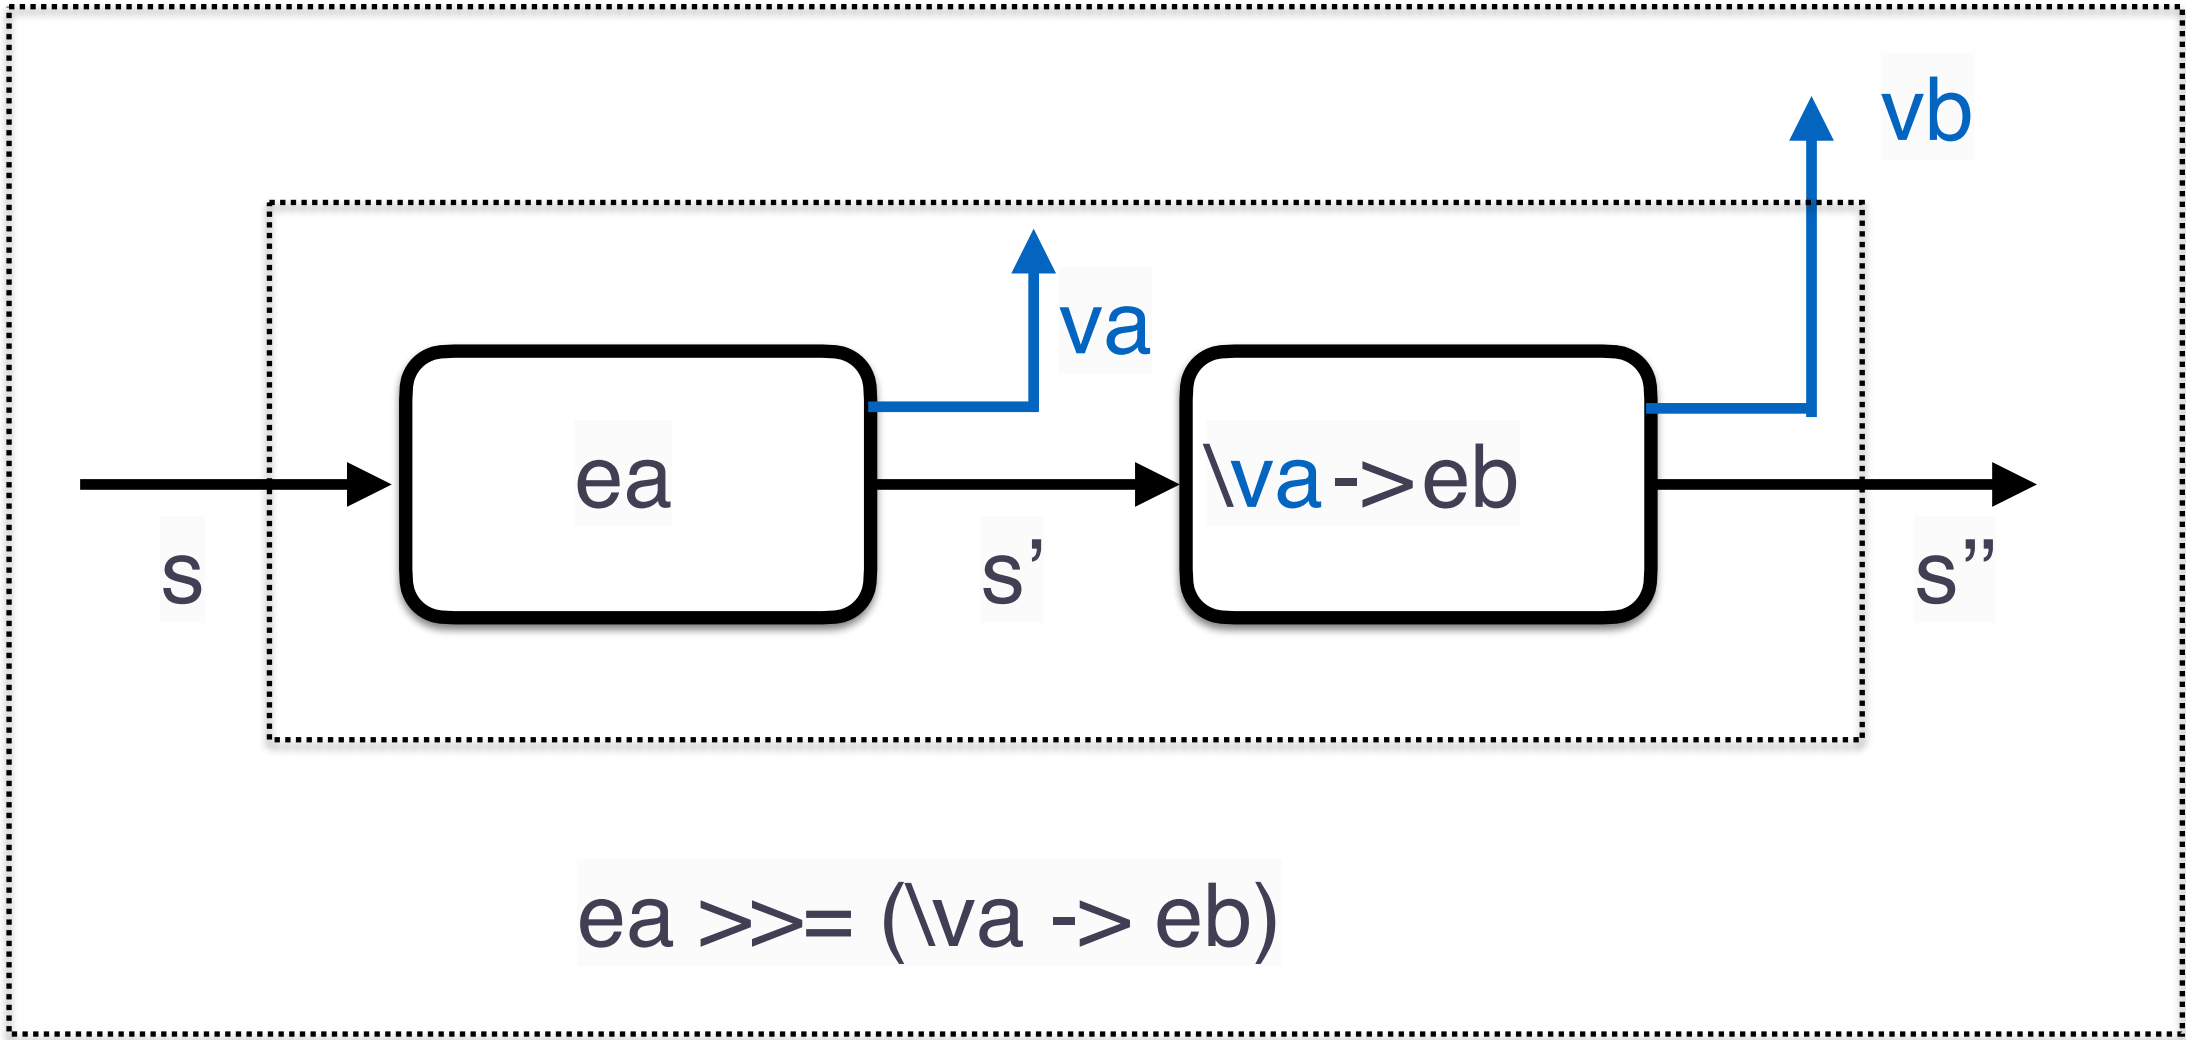 vb
va
ea
\va->eb
s
s’
s’’
ea >>= (\va -> eb)